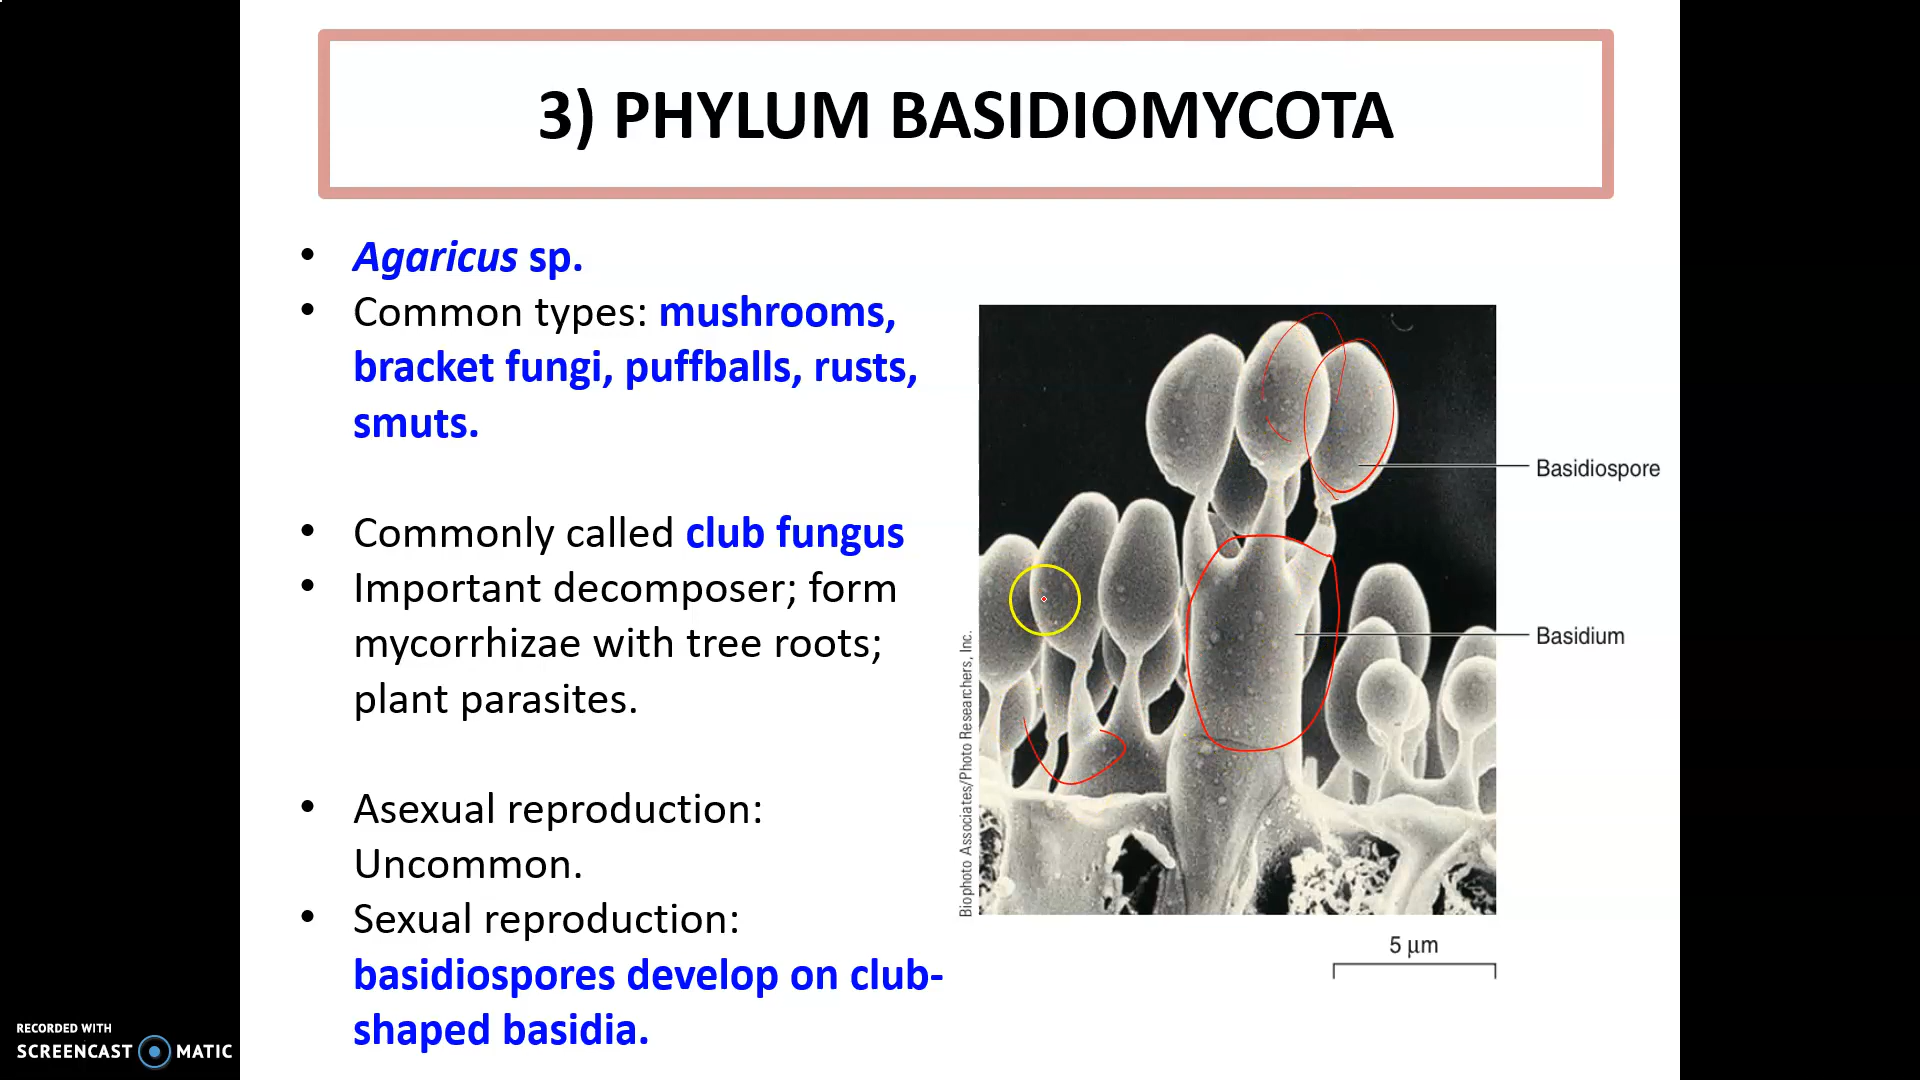 3) PHYLUM BASIDIOMYCOTA
• Agaricus sp.
• Common types: mushrooms,
bracket fungi, puffballs, rusts,
smuts.
• Commonly called club fungus
• Important decomposer; form
mycorrhizae with tree roots;
plant parasites.
• Asexual reproduction:
Uncommon.
• Sexual reproduction:
basidiospores develop on club-
shaped basidia.
Basidiospore
Basidium
Biophoto Associates/Photo Researchers, Inc.
5 μm
RECORDED WITH
SCREENCAST MATIC